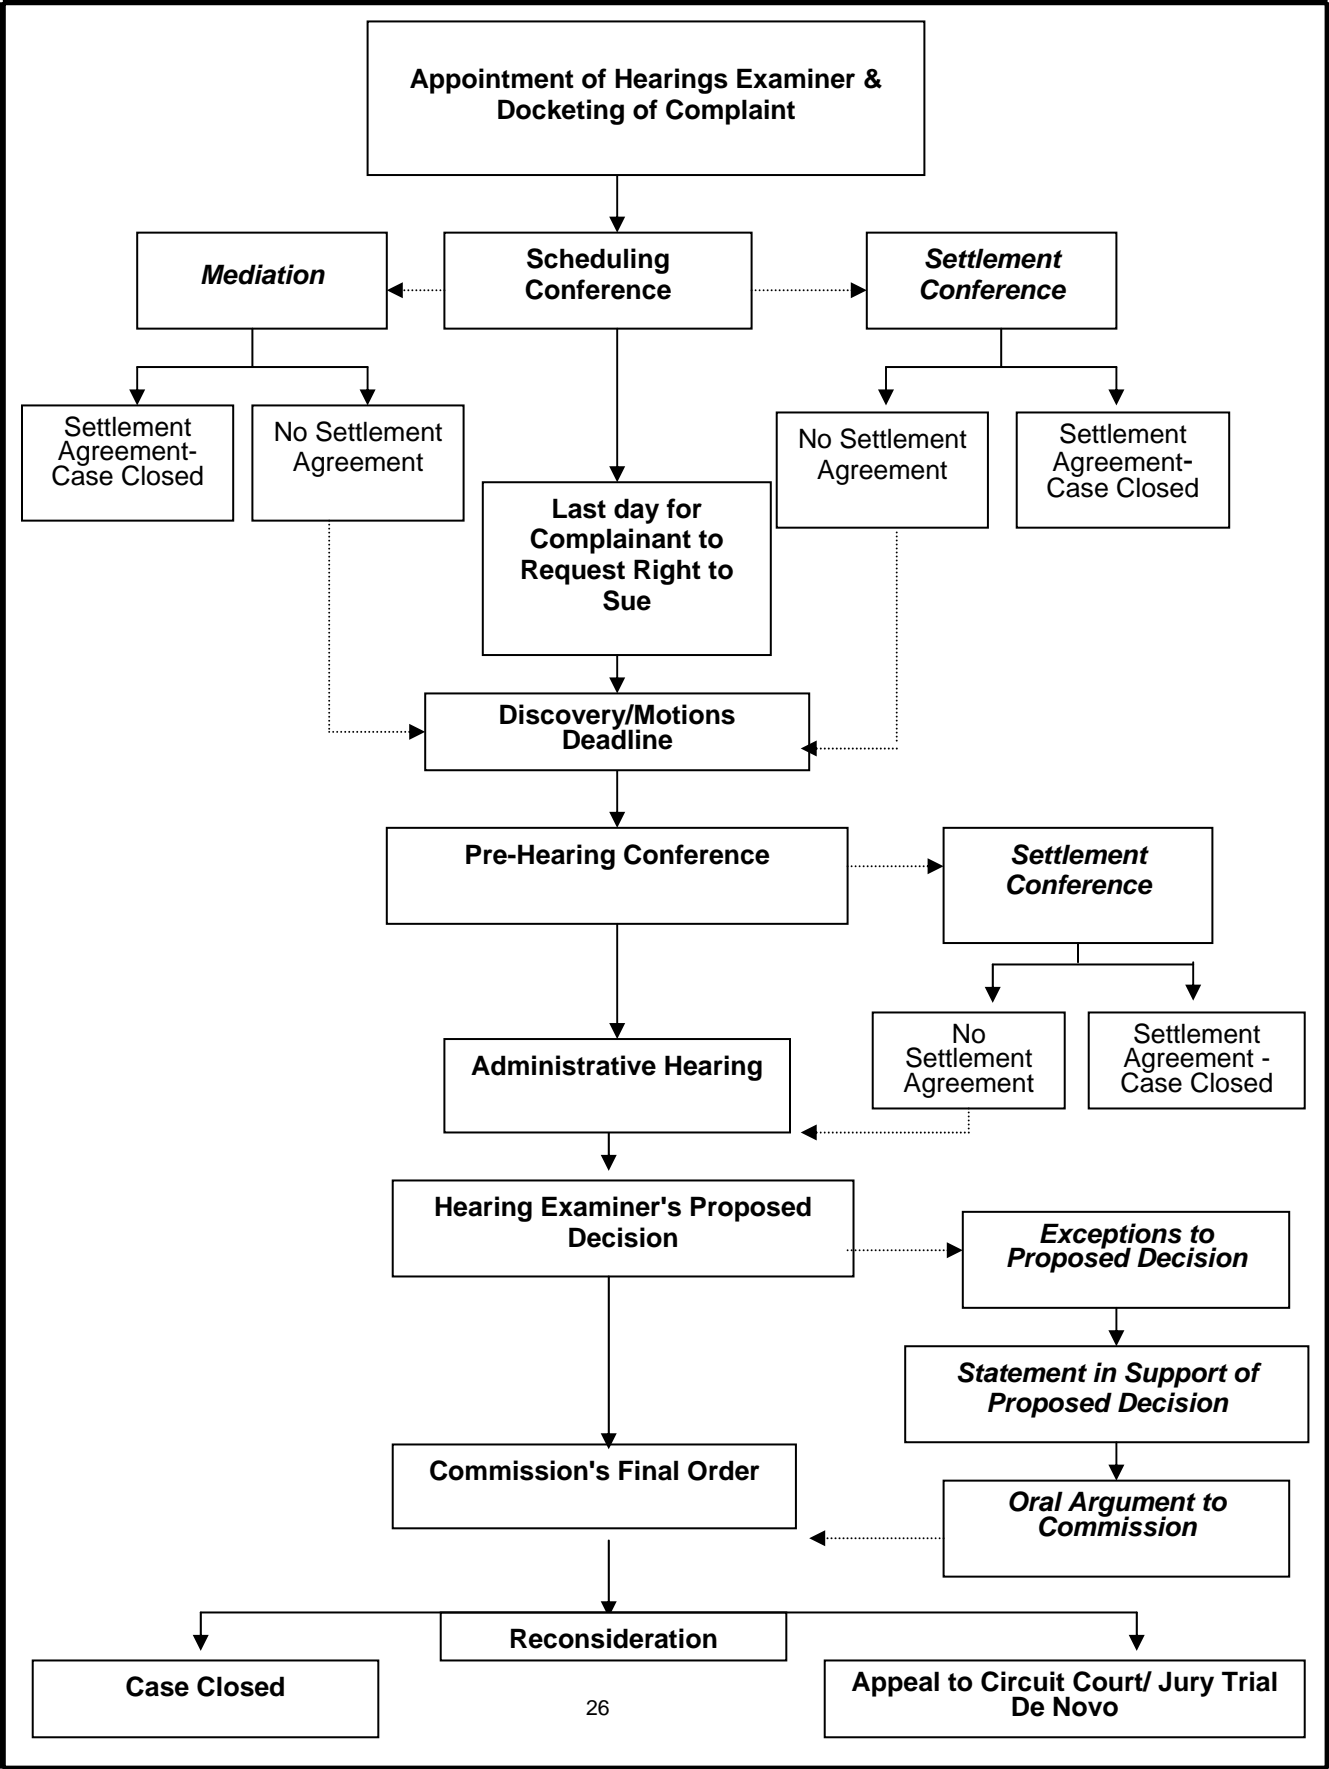 Appointment of Hearings Examiner &
Docketing of Complaint
Mediation
Scheduling
Conference
Settlement
Conference
Settlement
Agreement-
Case Closed
No Settlement
Agreement
No Settlement
Agreement
Settlement
Agreement-
Case Closed
Last day for
Complainant to
Request Right to
Sue
Discovery/Motions
Deadline
Pre-Hearing Conference
Settlement
Conference
No
Settlement
Agreement
Settlement
Agreement -
Case Closed
Administrative Hearing
Hearing Examiner's Proposed
Decision
Exceptions to
Proposed Decision
Statement in Support of
Proposed Decision
Commission's Final Order
Oral Argument to
Commission
Reconsideration
Case Closed
Appeal to Circuit Court/ Jury Trial
De Novo
26